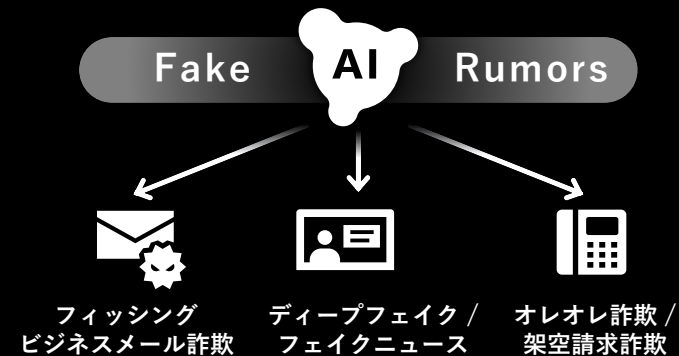 Fake AI Rumors
フィッシング
ビジネスメール詐欺
ディープフェイク /
フェイクニュース
オレオレ詐欺 /
架空請求詐欺